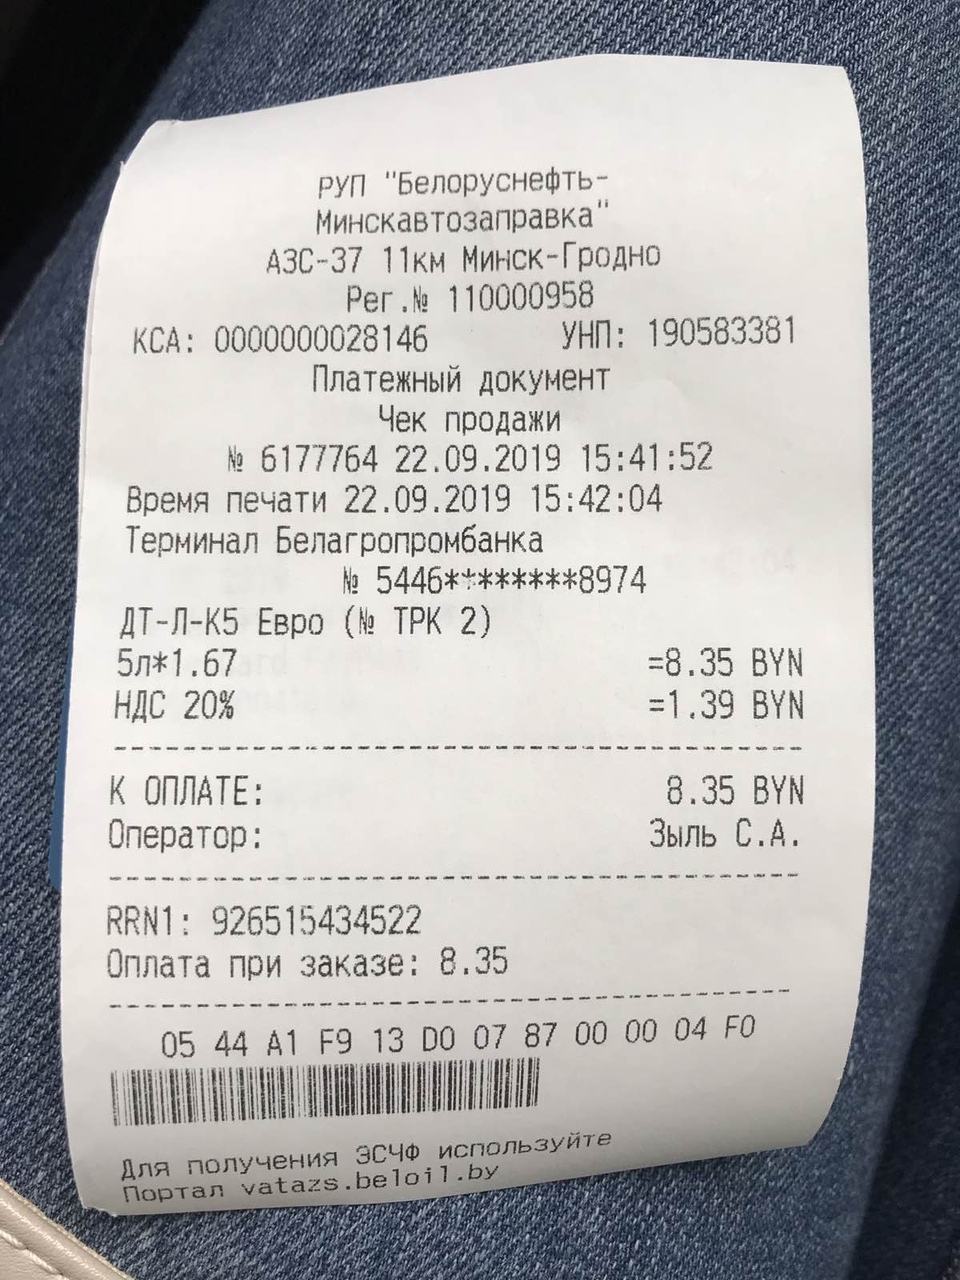 РУП "Белоруснефть-
Минскавтозаправка"
АЗС-37 11км Минск-Гродно
Рег.№ 110000958
КСА: 0000000028146 УНП: 190583381
Платежный документ
Чек продажи
№ 6177764 22.09.2019 15:41:52
Время печати 22.09.2019 15:42:04
Терминал Белагропромбанка
№ 5446********8974
ДТ-Л-К5 Евро (№ ТРК 2)
5л*1.67 =8.35 BYN
НДС 20% =1.39 BYN
К ОПЛАТЕ: 8.35 BYN
Оператор: Зыль С.А.
RRN1: 926515434522
Оплата при заказе: 8.35
05 44 A1 F9 13 D0 07 87 00 00 04 F0
Для получения ЭСЧФ используйте
Портал vatazs.beloil.by